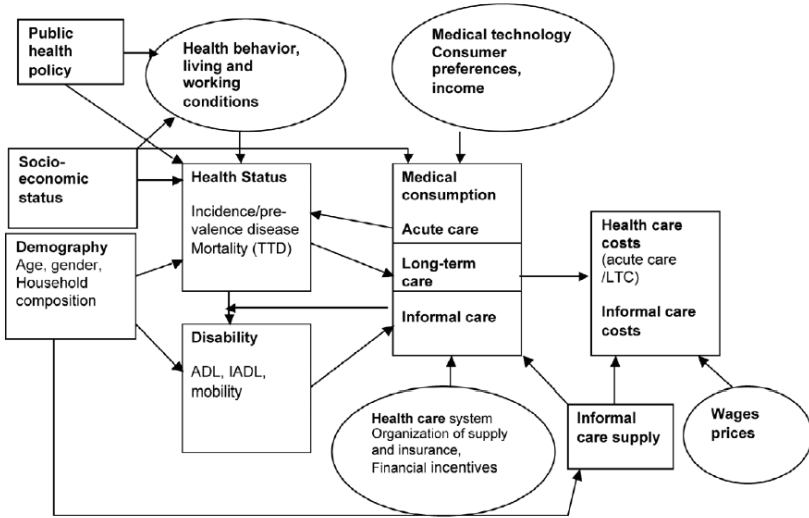 Public
health
policy
Health behavior,
living and
working
conditions
Medical technology
Consumer
preferences,
income
Socio-
economic
status
Health Status
Incidence/pre-
valence disease
Mortality (TTD)
Medical
consumption
Acute care
Long-term
care
Informal care
Health care
costs
(acute care
/LTC)
Informal care
costs
Demography
Age, gender,
Household
composition
Disability
ADL, IADL,
mobility
Health care system
Organization of supply
and insurance,
Financial incentives
Informal
care supply
Wages
prices